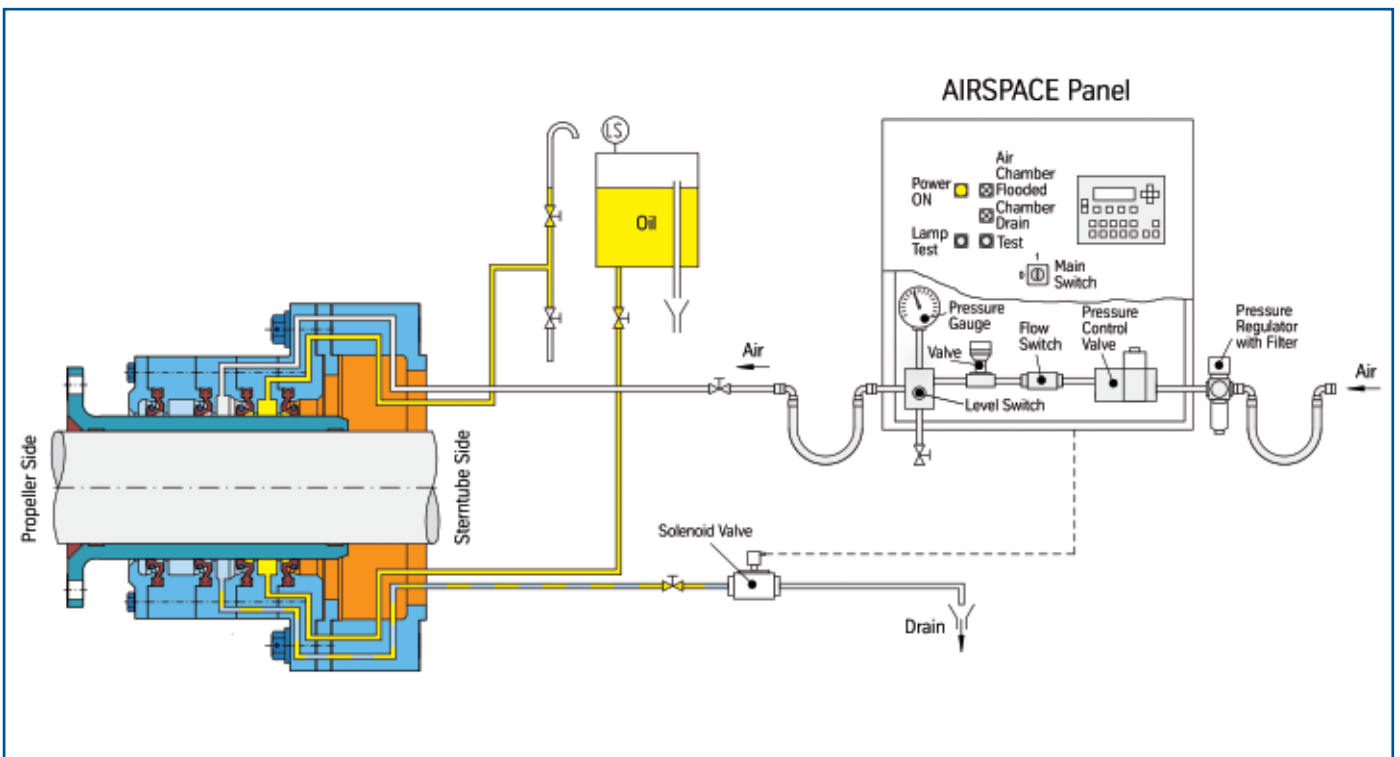 AIRSPACE Panel
LS
Oil
Power
ON
Air
Chamber
Flooded
Chamber
Drain
Lamp
Test
Test
I
0
Main
Switch
Pressure
Gauge
Valve
Flow
Switch
Pressure
Control
Valve
Pressure
Regulator
with Filter
Air
Air
Level Switch
Propeller Side
Sterntube Side
Solenoid Valve
Drain